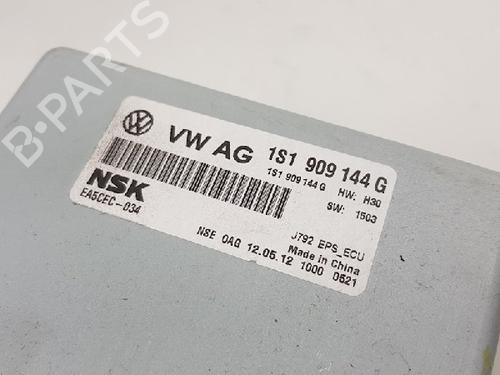 B-PARTS
VW AG 1S1 909 144 G
1S1 909 144 G HW: H30
SW: 1503
NSK
EA5CEC-034
J792 EPS_ECU
Made in China
NSE OAQ 12.05.12 1000 0521